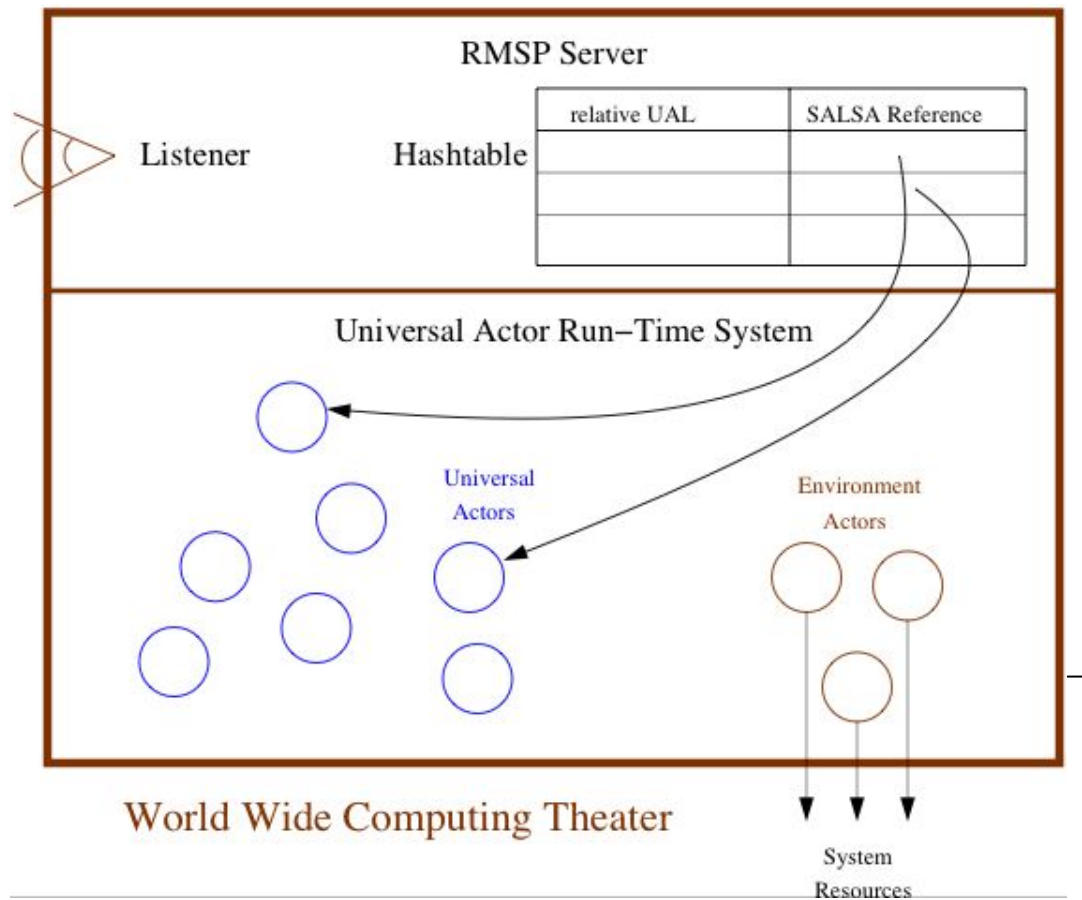 RMSP Server
relative UAL
SALSA Reference
Listener
Hashtable
Universal Actor Run−Time System
Universal
Actors
Environment
Actors
World Wide Computing Theater
System
Resources